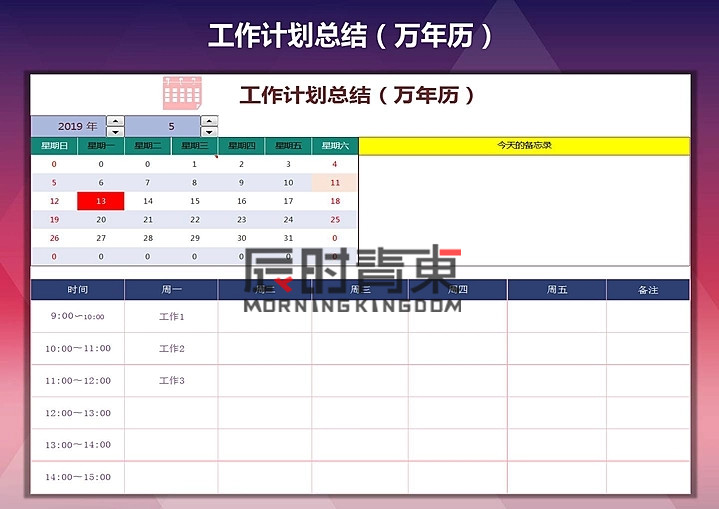 工作计划总结（万年历）
工作计划总结（万年历）
2019 年 5
星期日 星期一 星期二 星期三 星期四 星期五 星期六 今天的备忘录
0 0 0 1 2 3 4
5 6 7 8 9 10 11
12 13 14 15 16 17 18
19 20 21 22 23 24 25
26 27 28 29 30 31 0
0 0 0 0 0 0 0
辰时青東
MORNINGKINGDOM
时间 周一 周二 周三 周四 周五 备注
9:00～10:00 工作1
10:00～11:00 工作2
11:00～12:00 工作3
12:00～13:00
13:00～14:00
14:00～15:00